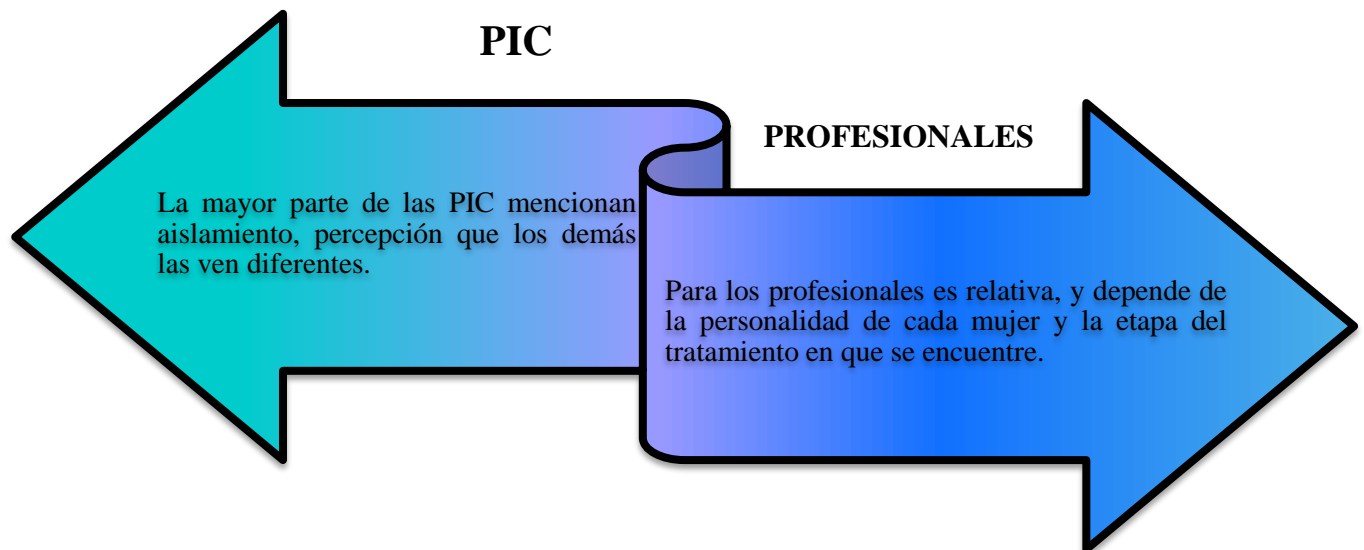 PIC
La mayor parte de las PIC mencionan
aislamiento, percepción que los demás
las ven diferentes.
PROFESIONALES
Para los profesionales es relativa, y depende de
la personalidad de cada mujer y la etapa del
tratamiento en que se encuentre.